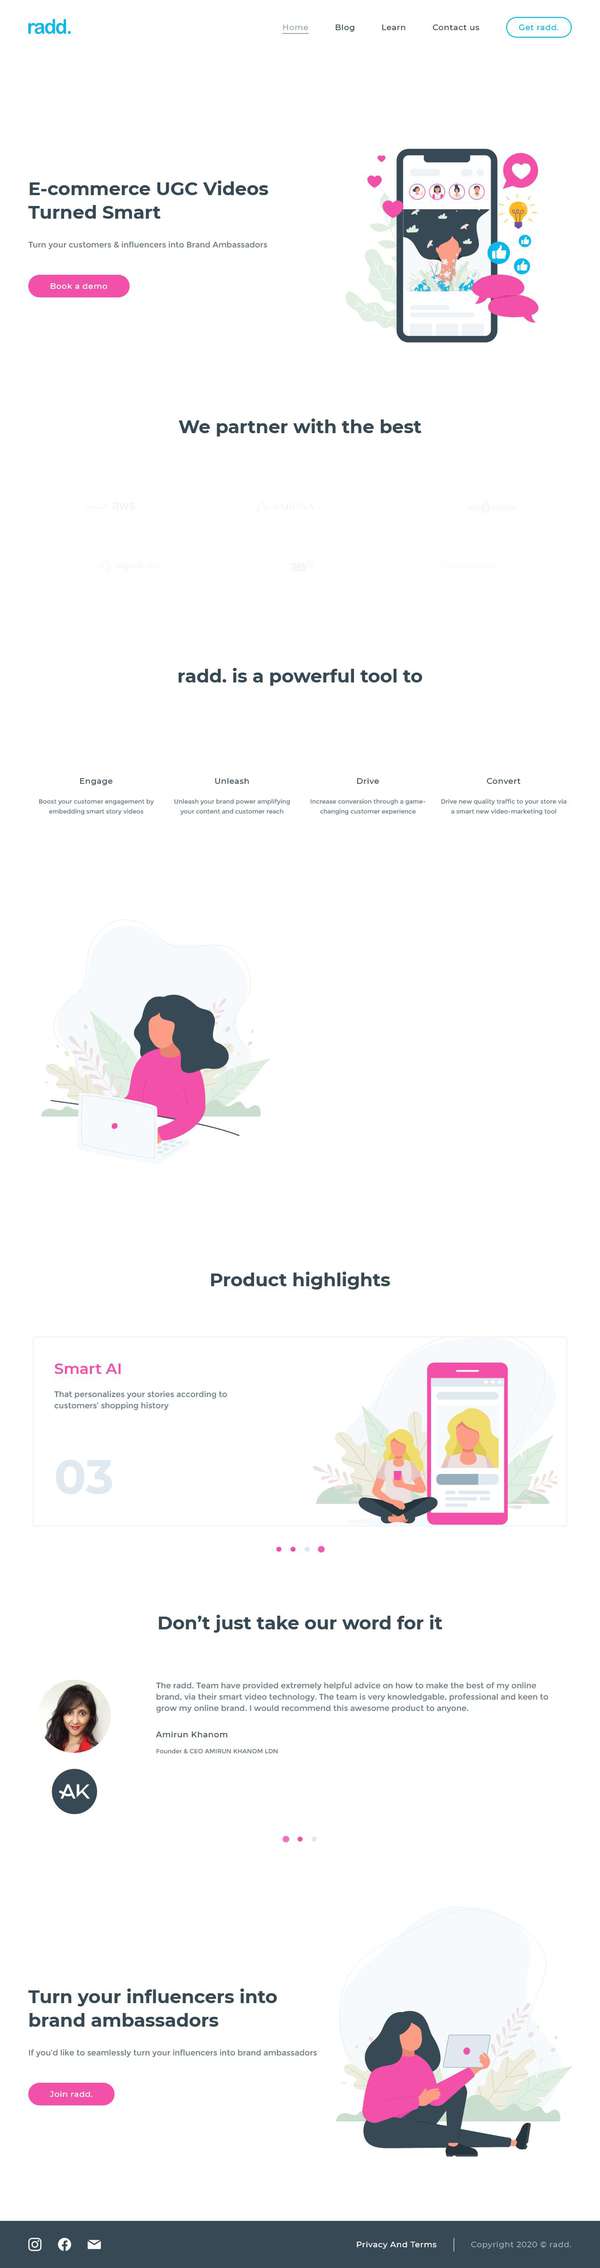 radd.
Home Blog Learn Contact us Get radd.
E-commerce UGC Videos
Turned Smart
Turn your customers & influencers into Brand Ambassadors
Book a demo
We partner with the best
aws
radd. is a powerful tool to
Engage
Boost your customer engagement by
embedding smart story videos
Unleash
Unleash your brand power amplifying
your content and customer reach
Drive
Increase conversion through a game-
changing customer experience
Convert
Drive new quality traffic to your store via
a smart new video-marketing tool
Product highlights
Smart AI
That personalizes your stories according to
customers' shopping history
03
Don’t just take our word for it
The radd. Team have provided extremely helpful advice on how to make the best of my online
brand, via their smart video technology. The team is very knowledgable, professional and keen to
grow my online brand. I would recommend this awesome product to anyone.
Amirun Khanom
Founder & CEO AMIRUN KHANOM LDN
AK
Turn your influencers into
brand ambassadors
If you'd like to seamlessly turn your influencers into brand ambassadors
Join radd.
Privacy And Terms Copyright 2020 © radd.